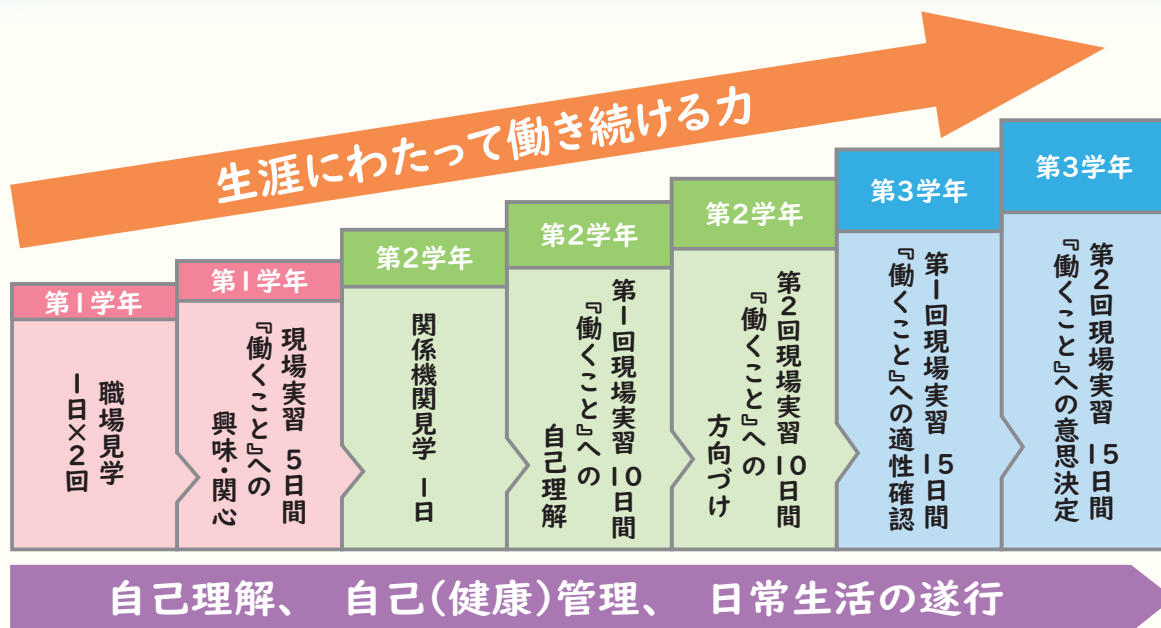 生涯にわたって働き続ける力
第1学年
職場見学
1日×2回
第1学年
現場実習 5日間
『働くこと』への
興味・関心
第2学年
関係機関見学 1日
第2学年
第1回現場実習 10日間
『働くこと』への
自己理解
第2学年
第2回現場実習 10日間
『働くこと』への
方向づけ
第3学年
第1回現場実習 15日間
『働くこと』への適性確認
第3学年
第2回現場実習 15日間
『働くこと』への意思決定
自己理解、 自己(健康)管理、 日常生活の遂行